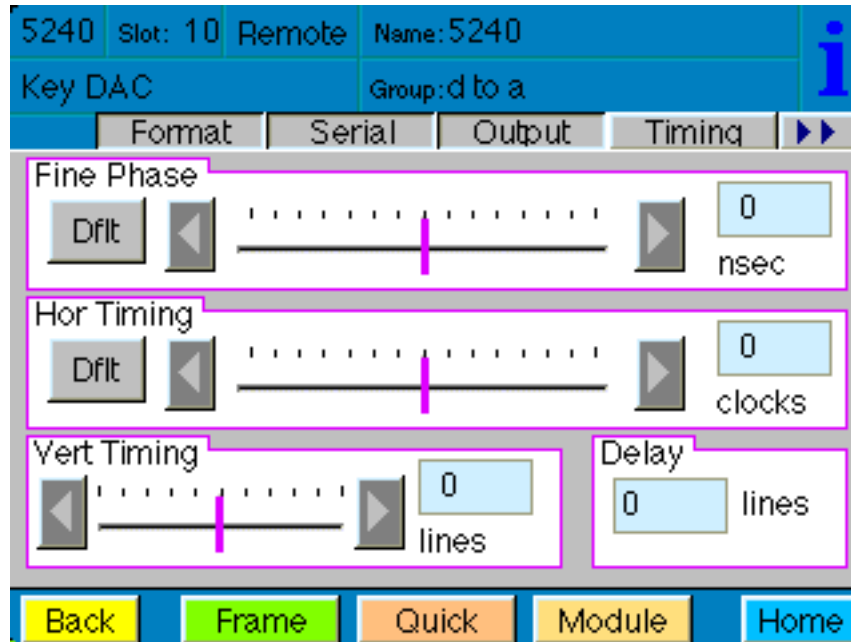 5240 Slot: 10 Remote Name: 5240
Key DAC Group: d to a
i
Format Serial Output Timing
Fine Phase
Dflt 0
nsec
Hor Timing
Dflt 0
clocks
Vert Timing Delay
0 0 lines
lines
Back Frame Quick Module Home